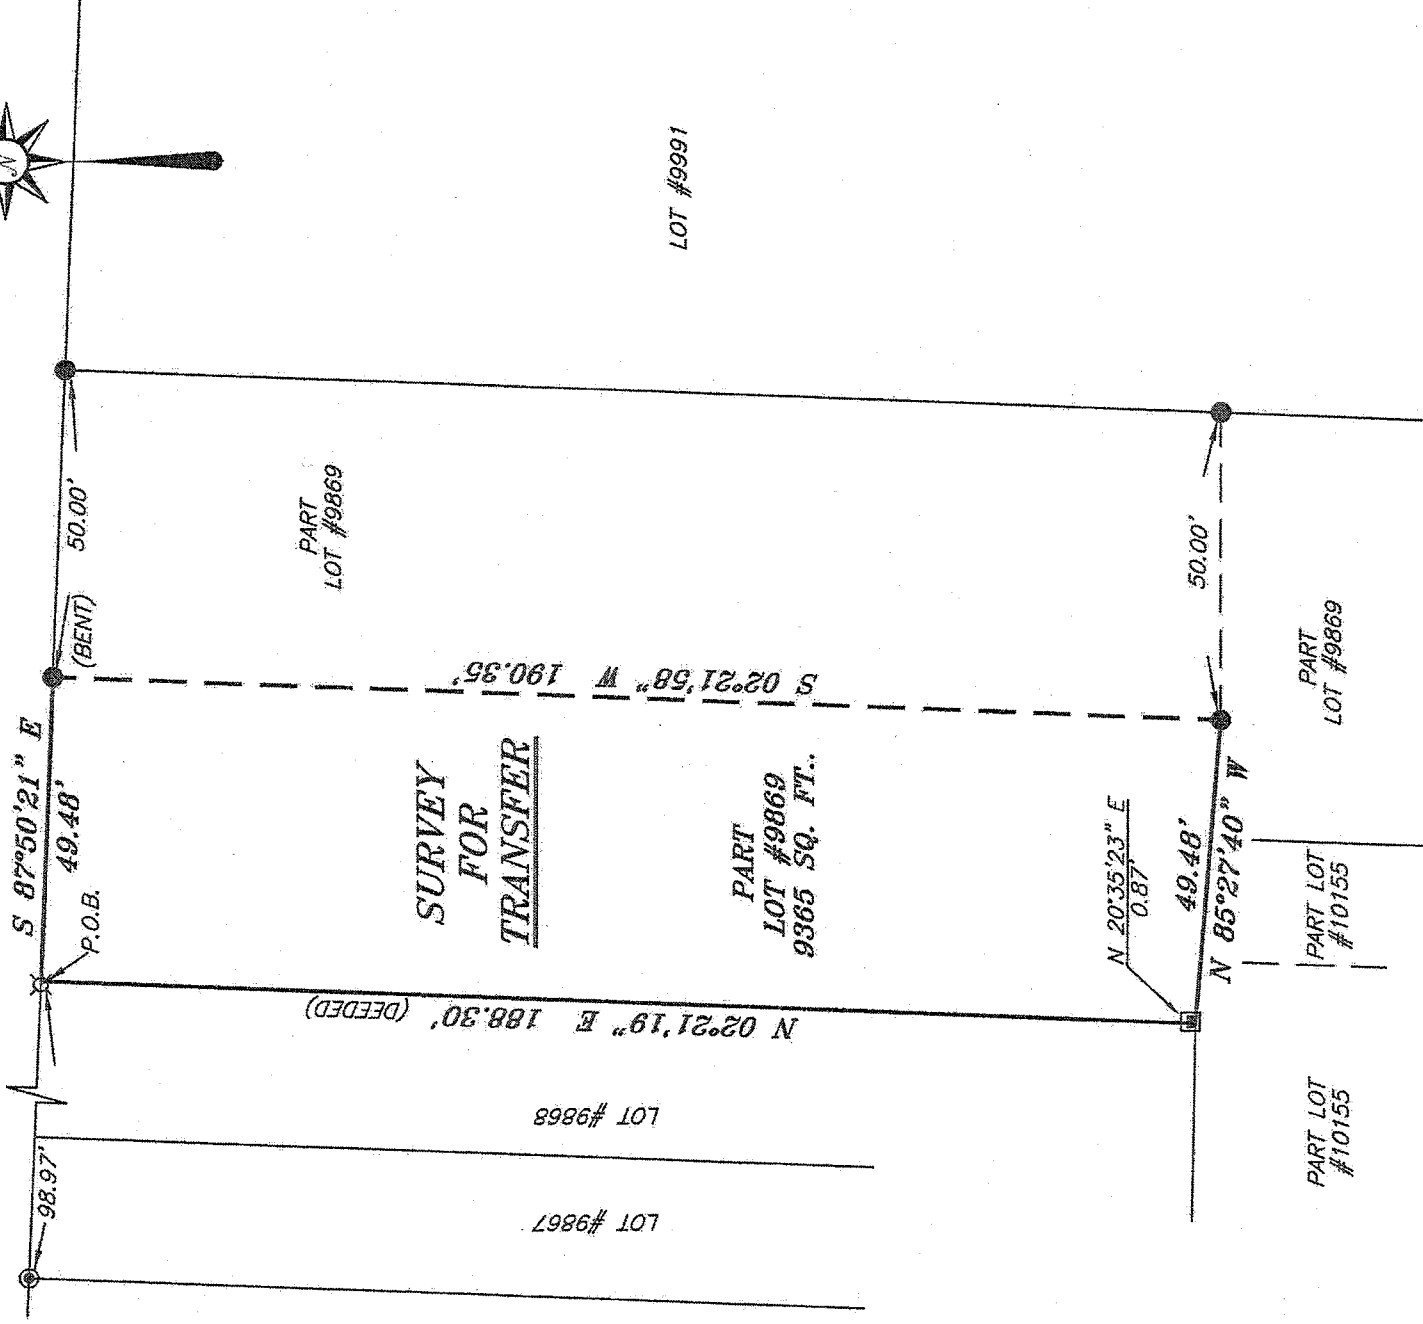 N
LOT #9991
50.00'
(BENT)
PART
LOT #9869
50.00'
S 02°21'58" W 190.35'
PART
LOT #9869
S 87°50'21" E
49.48'
P.O.B.
SURVEY
FOR
TRANSFER
PART
LOT #9869
9365 SQ. FT..
N 20°35'23" E
0.87'
49.48'
N 85°27'40" W
PART LOT
#10155
N 02°21'19" E 188.30' (DEEDED)
LOT #9868
PART LOT
#10155
98.97'
LOT #9867